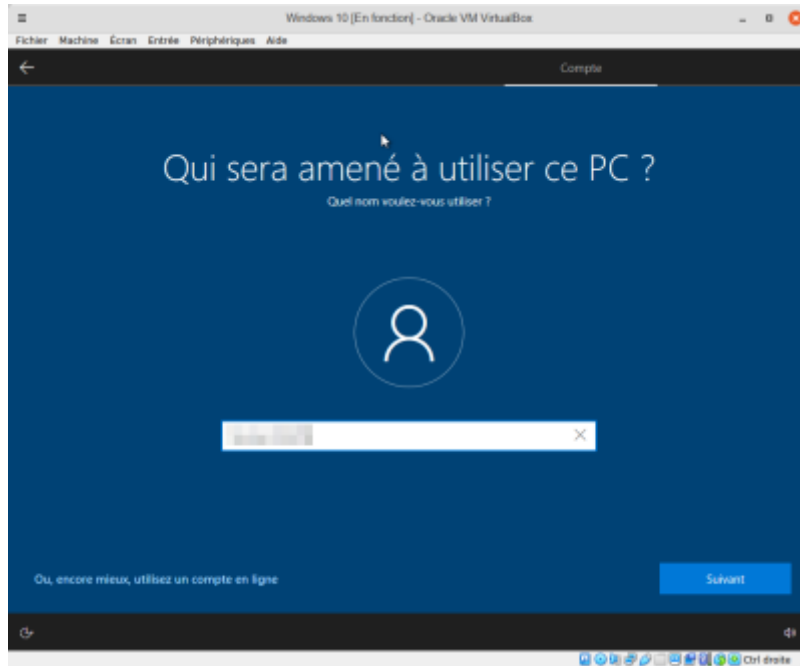 Windows 10 [En fonction] - Oracle VM VirtualBox
Fichier Machine Écran Entrée Périphériques Aide
Compte
Qui sera amené à utiliser ce PC ?
Quel nom voulez-vous utiliser ?
Ou, encore mieux, utilisez un compte en ligne
Suivant
Ctrl droite